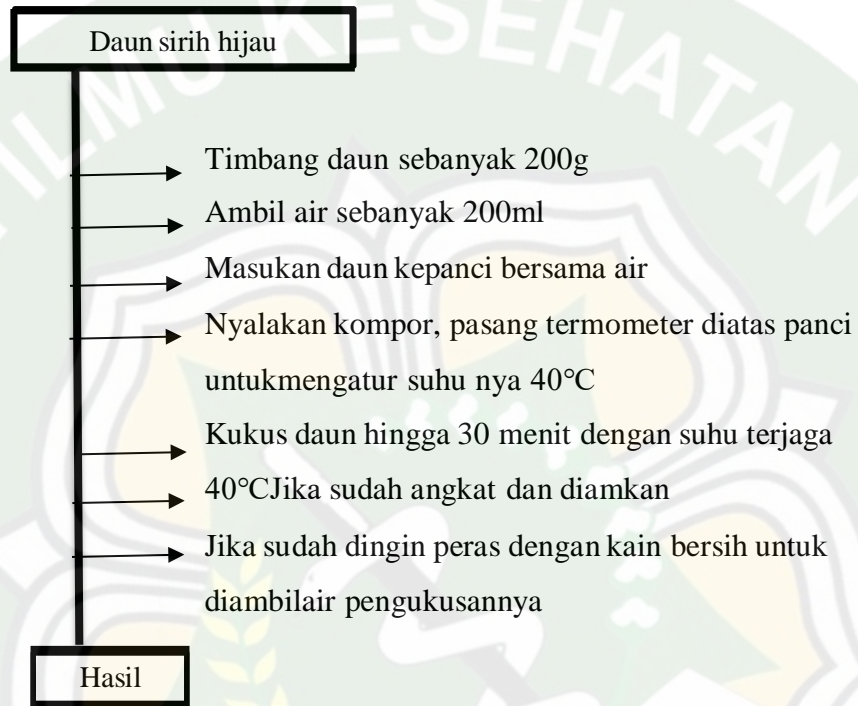 ILMU KESEHATAN
Daun sirih hijau
Timbang daun sebanyak 200g
Ambil air sebanyak 200ml
Masukan daun kepanci bersama air
Nyalakan kompor, pasang termometer diatas panci
untukmengatur suhu nya 40°C
Kukus daun hingga 30 menit dengan suhu terjaga
40°CJika sudah angkat dan diamkan
Jika sudah dingin peras dengan kain bersih untuk
diambilair pengukusannya
Hasil